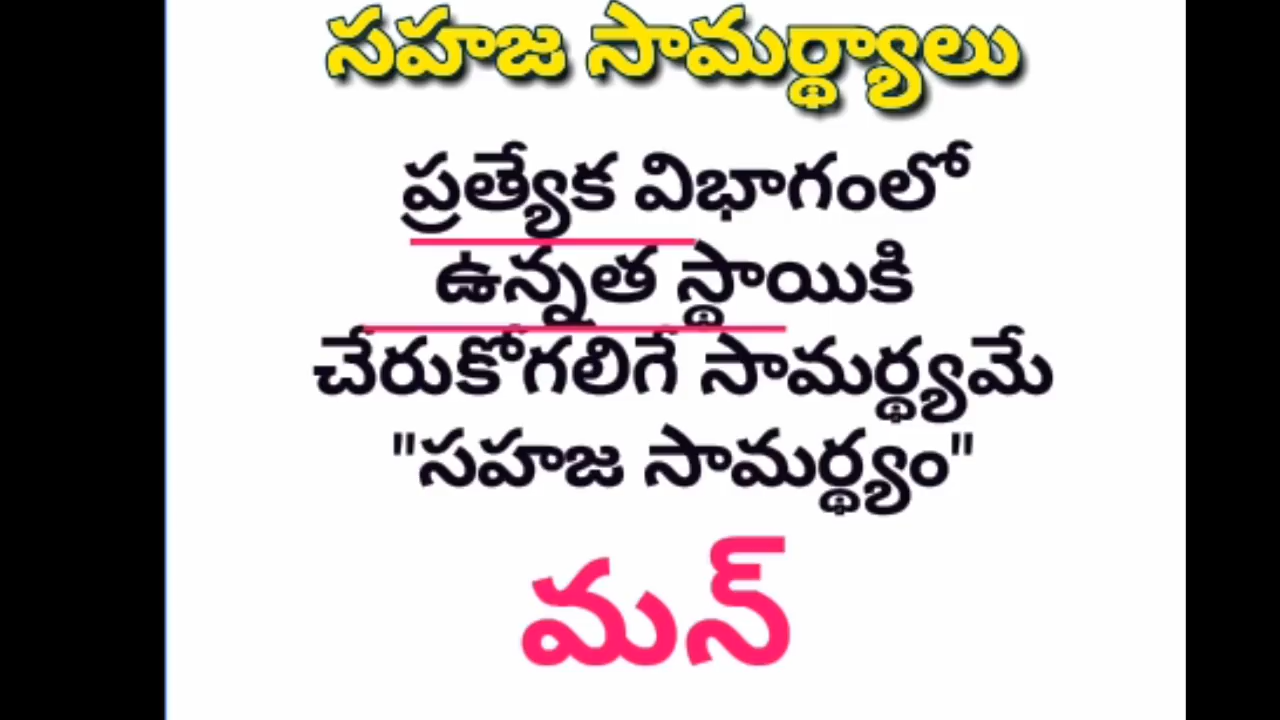 సహజ సామర్థ్యాలు
ప్రత్యేక విభాగంలో
ఉన్నత స్థాయికి
చేరుకోగలిగే సామర్థ్యమే
"సహజ సామర్థ్యం"
మన్